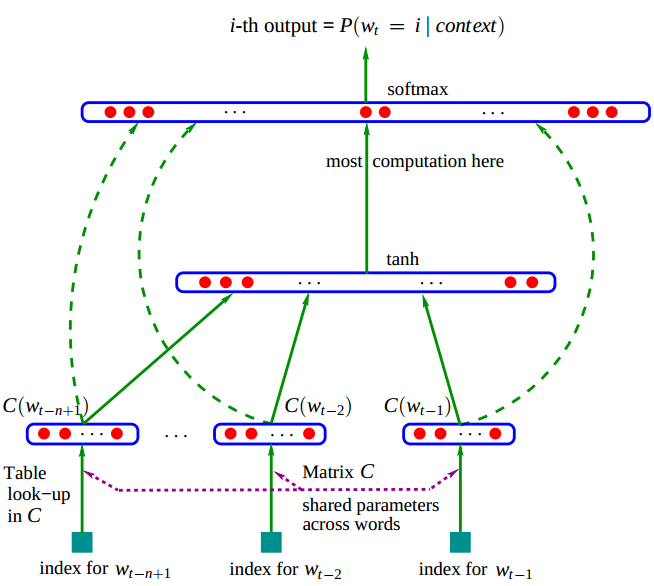 i-th output = P(w_t = i | context)
softmax
. . .
. . .
most computation here
tanh
. . .
. . .
C(w_{t−n+1})
C(w_{t−2})
C(w_{t−1})
. . .
. . .
. . .
. . .
Table
look−up
in C
Matrix C
shared parameters
across words
index for w_{t−n+1}
index for w_{t−2}
index for w_{t−1}